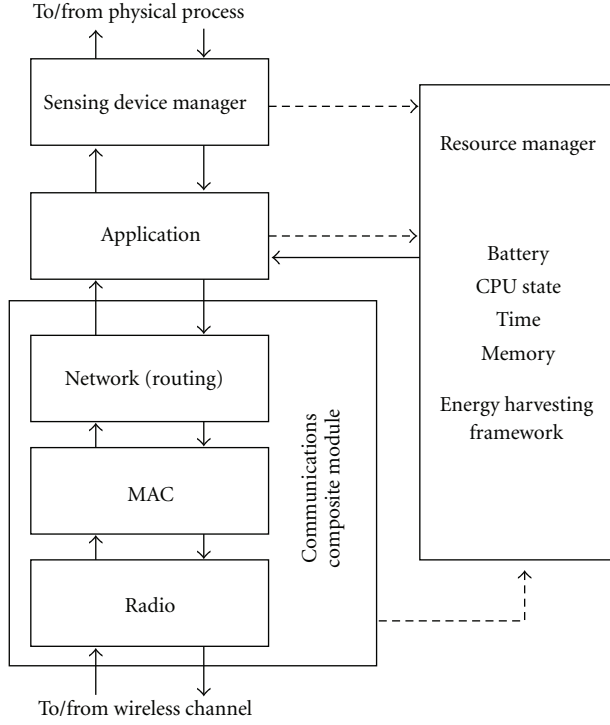 To/from physical process
Sensing device manager
Application
Network (routing)
MAC
Radio
Communications
composite module
To/from wireless channel
Resource manager
Battery
CPU state
Time
Memory
Energy harvesting
framework